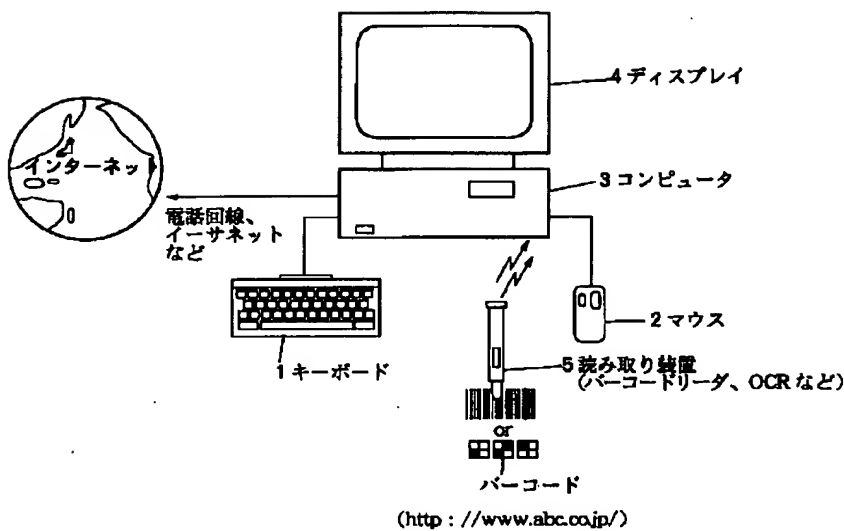 4 ディスプレイ
インターネッ
3 コンピュータ
電話回線、
イーサネット
など
2 マウス
1 キーボード
5 読み取り装置
(バーコードリーダ、OCR など)
or
バーコード
(http : //www.abc.co.jp/)